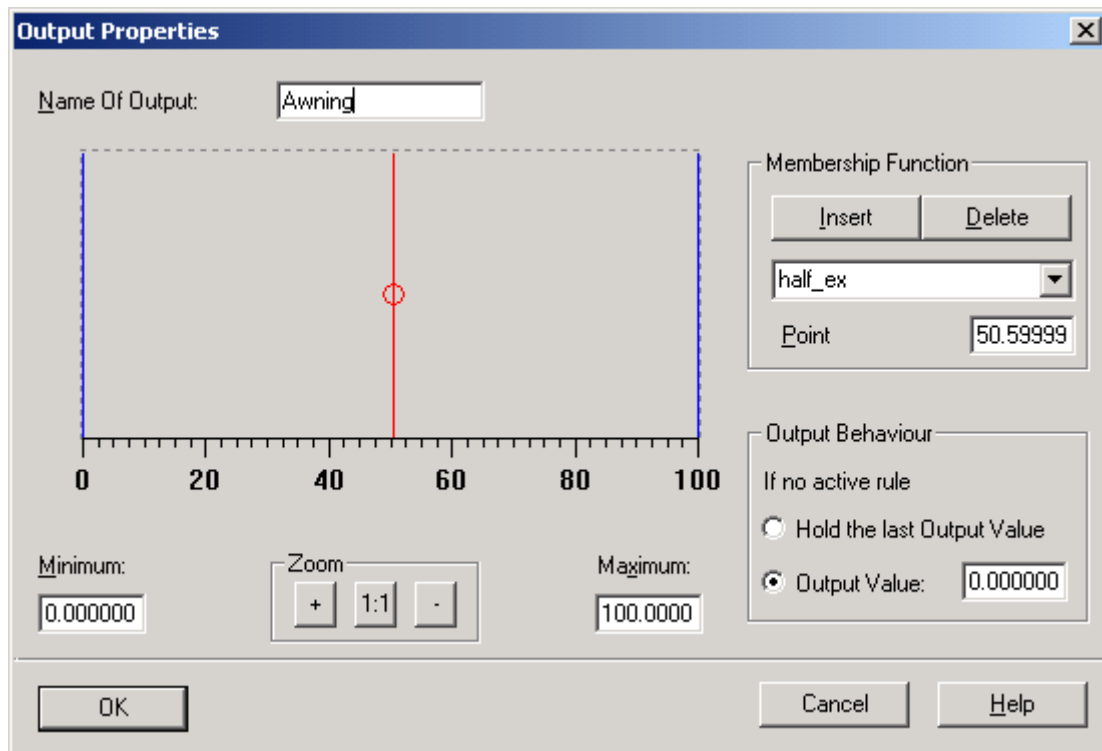 Output Properties
Name Of Output: Awning
0 20 40 60 80 100
Minimum:
0.000000
Zoom
+ 1:1 -
Maximum:
100.0000
Membership Function
Insert Delete
half_ex
Point 50.59999
Output Behaviour
If no active rule
Hold the last Output Value
Output Value: 0.000000
OK Cancel Help